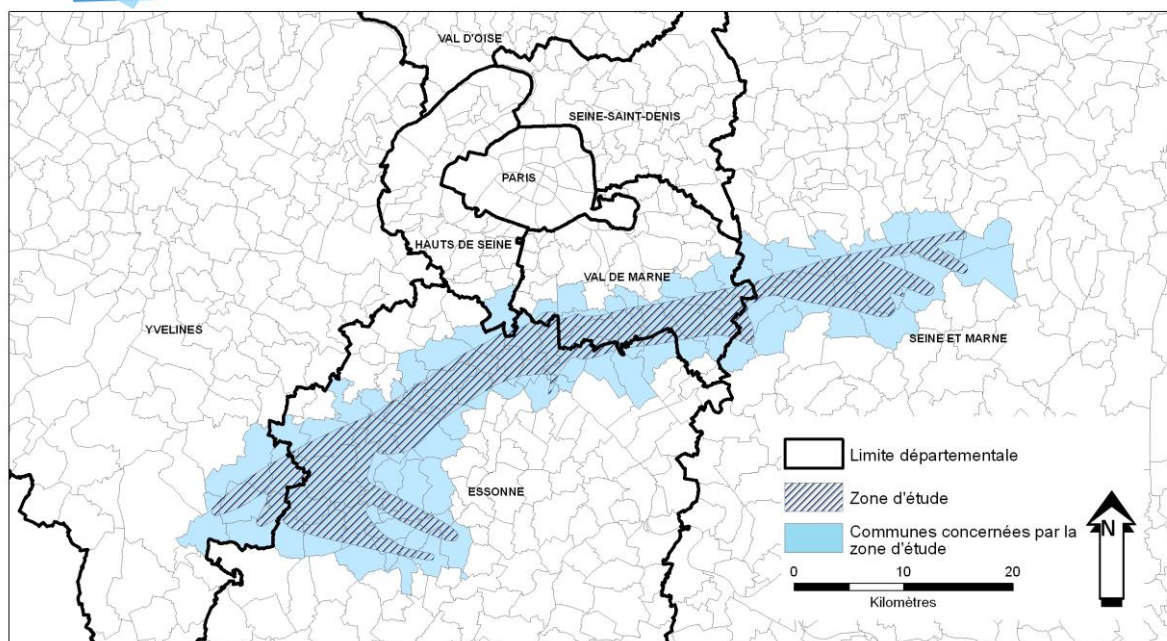 VAL D'OISE
SEINE-SAINT-DENIS
PARIS
HAUTS DE SEINE
VAL DE MARNE
YVELINES
SEINE ET MARNE
ESSONNE
Limite départementale
Zone d'étude
Communes concernées par la
zone d'étude
N
0 10 20
Kilomètres